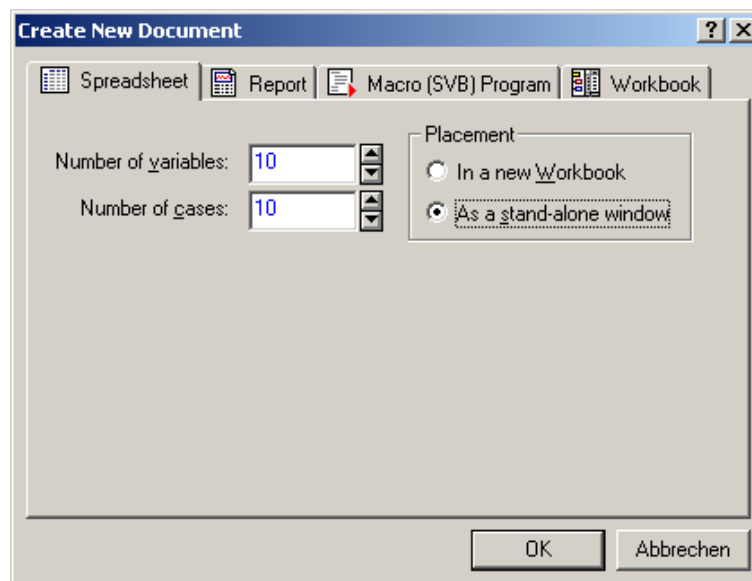 Create New Document
Spreadsheet Report Macro (SVB) Program Workbook
Number of variables: 10
Number of cases: 10
Placement
In a new Workbook
As a stand-alone window
OK Abbrechen